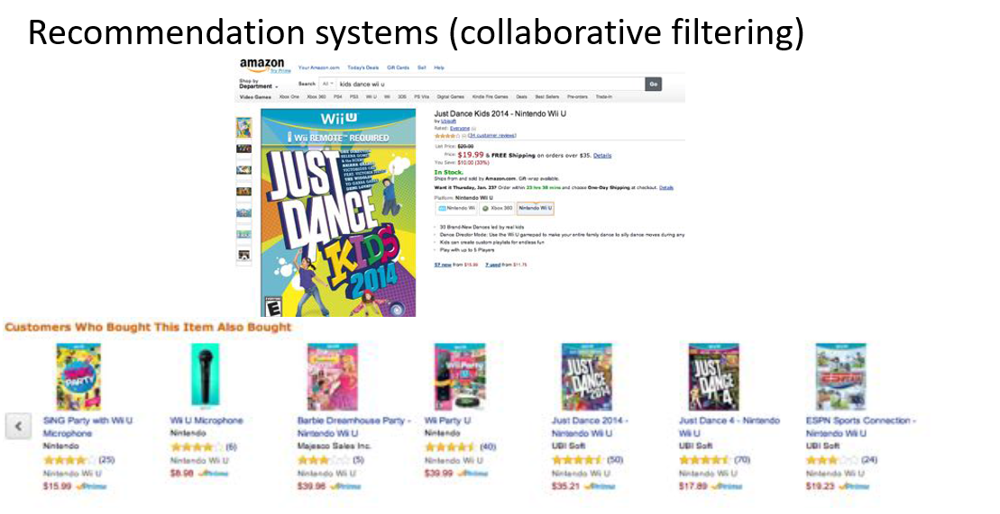 Recommendation systems (collaborative filtering)
amazon
Try Prime
Your Amazon.com Today's Deals Gift Cards Sell Help
Shop by
Department
Search All kids dance wii u Go
Video Games Xbox One Xbox 360 PS4 PS3 Wii U Wii 3DS PS Vita Digital Games Kindle Fire Games Deals Best Sellers Pre-orders Trade-In
WiiU
Wii REMOTE™ REQUIRED
JUST
DANCE
KIDS
2014
EVERYONE
E
Just Dance Kids 2014 - Nintendo Wii U
by Ubisoft
Rated: Everyone
(24 customer reviews)
List Price: $29.99
Price: $19.99 & FREE Shipping on orders over $35. Details
You Save: $10.00 (33%)
In Stock.
Ships from and sold by Amazon.com. Gift-wrap available.
Want it Thursday, Jan. 23? Order within 23 hrs 58 mins and choose One-Day Shipping at checkout. Details
Platform: Nintendo Wii U
Nintendo Wii Xbox 360 Nintendo Wii U
30 Brand-New Dances led by real kids
Dance Director Mode: Use the Wii U gamepad to make your entire family dance to silly dance moves during any
Kids can create custom playlists for endless fun
Play with up to 5 Players
57 new from $15.86 7 used from $11.75
Customers Who Bought This Item Also Bought
SiNG Party with Wii U
Microphone
Nintendo
(25)
Nintendo Wii U
$15.99 Prime
Wii U Microphone
Nintendo
(6)
Nintendo Wii U
$8.98 Prime
Barbie Dreamhouse Party -
Nintendo Wii U
Majesco Sales Inc.
(5)
Nintendo Wii U
$39.96 Prime
Wii Party U
Nintendo
(40)
Nintendo Wii U
$39.99 Prime
JUST
DANCE
2014
Just Dance 2014 -
Nintendo Wii U
UBI Soft
(50)
Nintendo Wii U
$35.21 Prime
JUST
DANCE
4
Just Dance 4 - Nintendo
Wii U
UBI Soft
(70)
Nintendo Wii U
$17.89 Prime
ESPN Sports Connection -
Nintendo Wii U
UBI Soft
(24)
Nintendo Wii U
$19.23 Prime